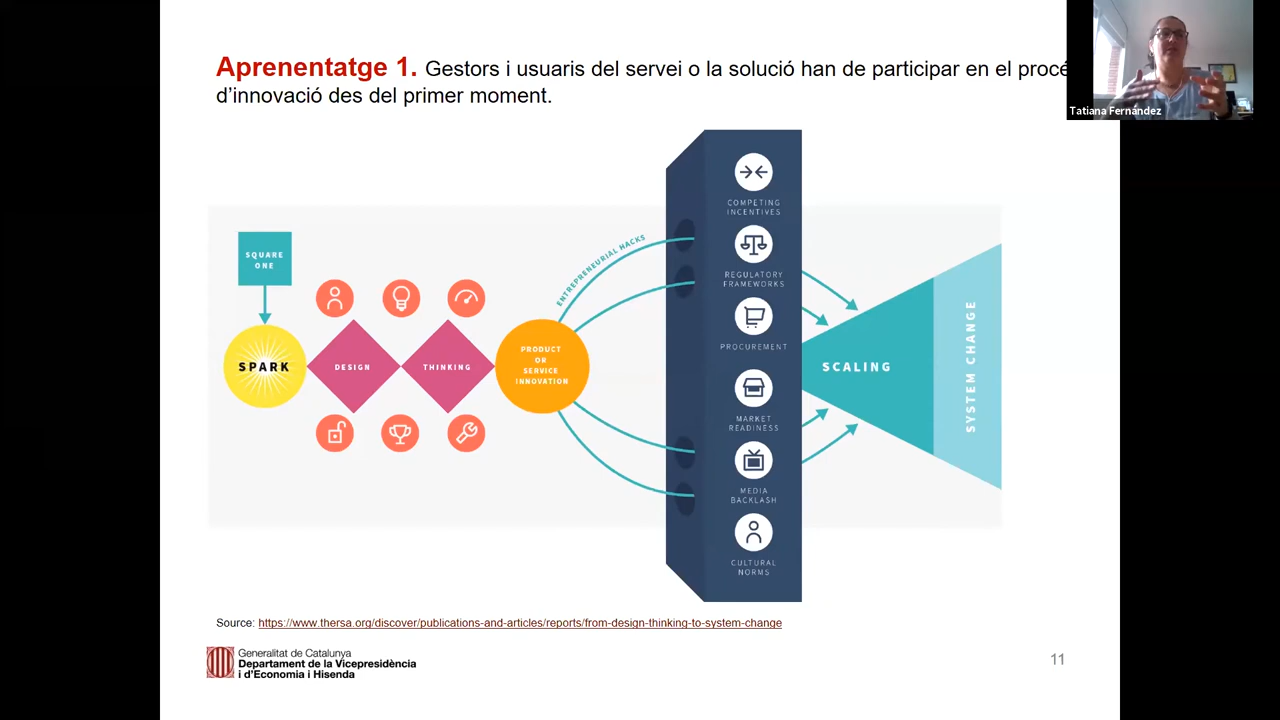 Aprenentatge 1. Gestors i usuaris del servei o la solució han de participar en el procé
d'innovació des del primer moment.
Tatiana Fernández
SQUARE
ONE
SPARK
DESIGN
THINKING
PRODUCT
OR
SERVICE
INNOVATION
ENTREPRENEURIAL HACKS
COMPETING
INCENTIVES
REGULATORY
FRAMEWORKS
PROCUREMENT
MARKET
READINESS
MEDIA
BACKLASH
CULTURAL
NORMS
SCALING
SYSTEM CHANGE
Source: https://www.thersa.org/discover/publications-and-articles/reports/from-design-thinking-to-system-change
Generalitat de Catalunya
Departament de la Vicepresidència
i d'Economia i Hisenda
11